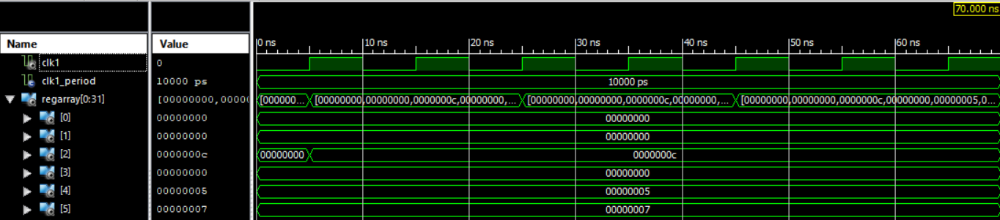 70.000 ns
Name Value 0 ns 10 ns 20 ns 30 ns 40 ns 50 ns 60 ns
clk1 0
clk1_period 10000 ps 10000 ps
regarray[0:31] [00000000,0000 [000000... [00000000,00000000,0000000c,00000000,... [00000000,00000000,0000000c,00000000,... [00000000,00000000,0000000c,00000000,00000005,0...
[0] 00000000 00000000
[1] 00000000 00000000
[2] 0000000c 00000000 0000000c
[3] 00000000 00000000
[4] 00000005 00000005
[5] 00000007 00000007